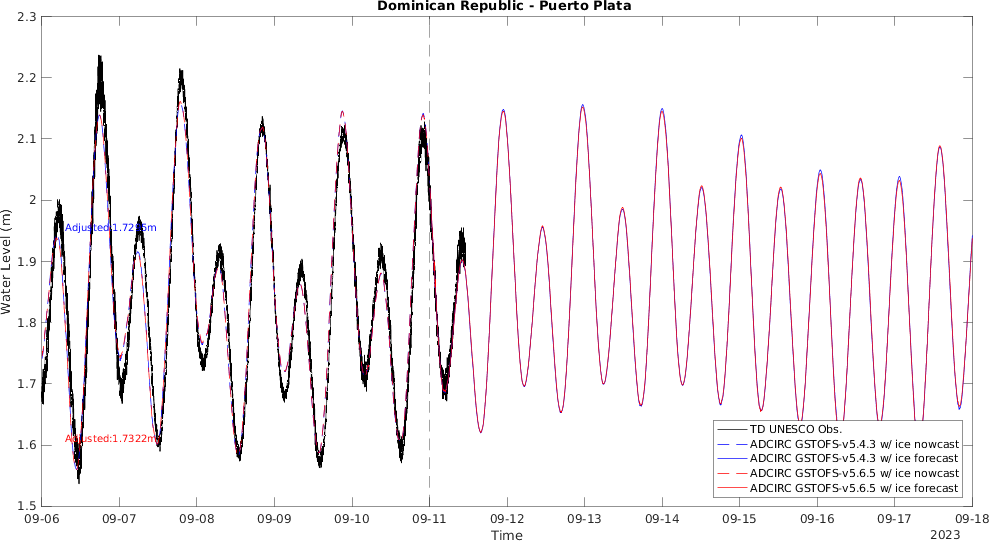 Dominican Republic - Puerto Plata
2.3
2.2
2.1
2
1.9
1.8
1.7
1.6
1.5
Water Level (m)
Adjusted:1.7296m
Adjusted:1.7322m
TD UNESCO Obs.
ADCIRC GSTOFS-v5.4.3 w/ ice nowcast
ADCIRC GSTOFS-v5.4.3 w/ ice forecast
ADCIRC GSTOFS-v5.6.5 w/ ice nowcast
ADCIRC GSTOFS-v5.6.5 w/ ice forecast
09-06 09-07 09-08 09-09 09-10 09-11 09-12 09-13 09-14 09-15 09-16 09-17 09-18
Time
2023